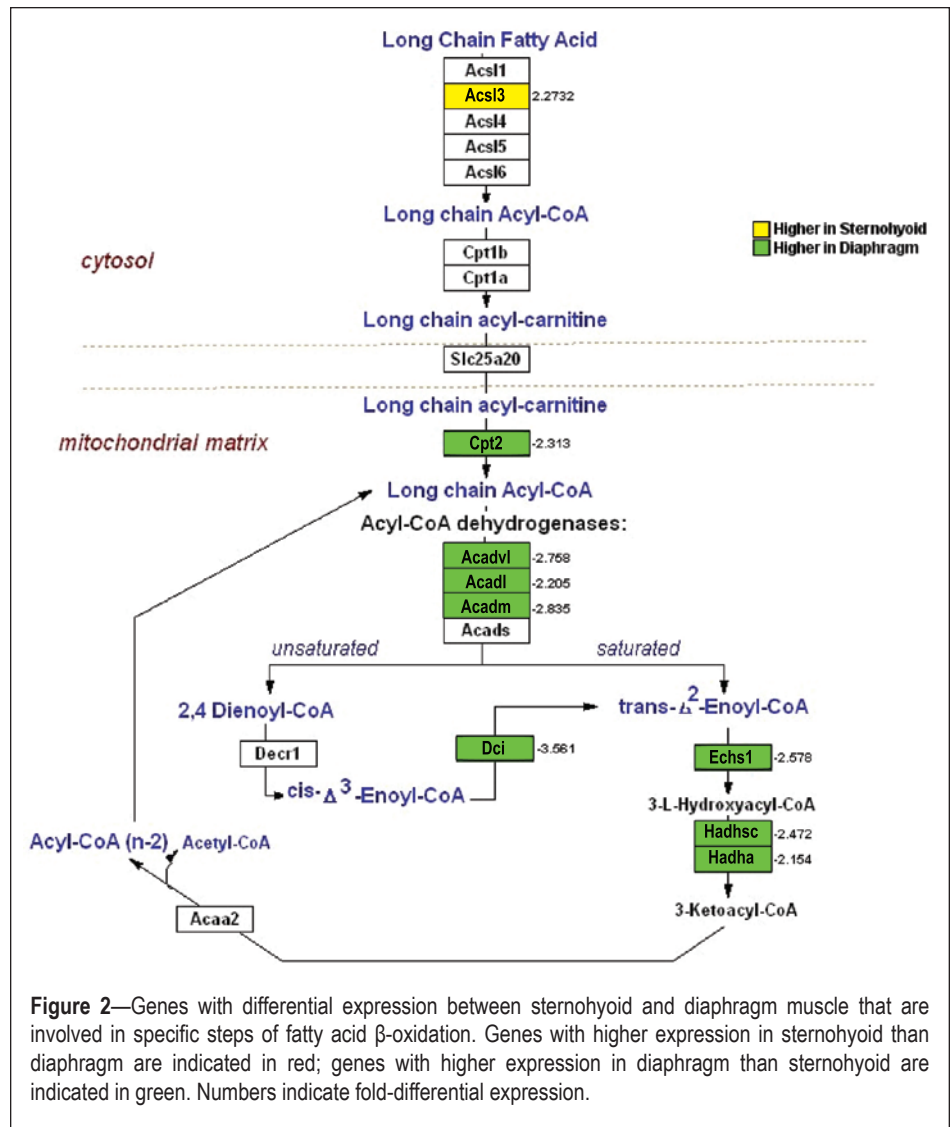 Long Chain Fatty Acid
Acsl1
Acsl3 2.2732
Acsl4
Acsl5
Acsl6
Long chain Acyl-CoA
Higher in Sternohyoid
Higher in Diaphragm
cytosol
Cpt1b
Cpt1a
Long chain acyl-carnitine
Slc25a20
Long chain acyl-carnitine
mitochondrial matrix
Cpt2 -2.313
Long chain Acyl-CoA
Acyl-CoA dehydrogenases:
Acadvl -2.758
Acadl -2.205
Acadm -2.835
Acads
unsaturated saturated
2,4 Dienoyl-CoA trans-Δ²-Enoyl-CoA
Decr1 Dci -3.561 Echs1 -2.578
cis-Δ³-Enoyl-CoA
3-L-Hydroxyacyl-CoA
Acyl-CoA (n-2) Acetyl-CoA
Hadhsc -2.472
Hadha -2.154
Acaa2
3-Ketoacyl-CoA
Figure 2—Genes with differential expression between sternohyoid and diaphragm muscle that are
involved in specific steps of fatty acid β-oxidation. Genes with higher expression in sternohyoid than
diaphragm are indicated in red; genes with higher expression in diaphragm than sternohyoid are
indicated in green. Numbers indicate fold-differential expression.